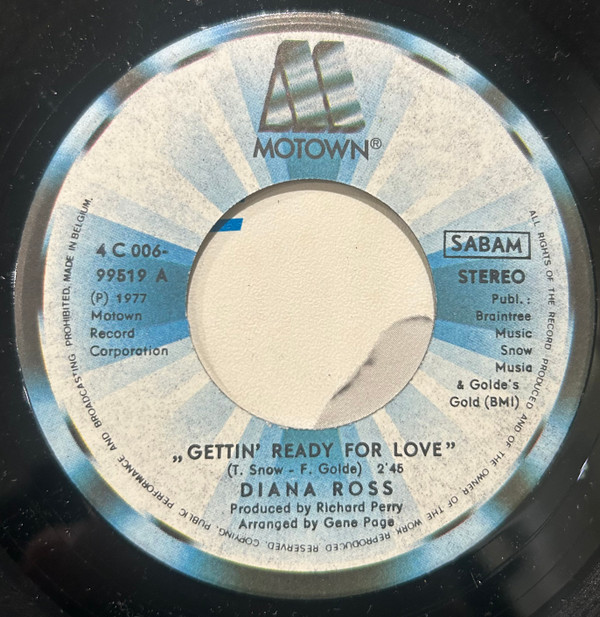 MOTOWN®
4 C 006-
99519 A
(P) 1977
Motown
Record
Corporation
SABAM
STEREO
Publ.:
Braintree
Music
Snow
Music
& Golde's
Gold (BMI)
„GETTIN' READY FOR LOVE”
(T. Snow - F. Golde) 2'45
DIANA ROSS
Produced by Richard Perry
Arranged by Gene Page
ALL RIGHTS OF THE RECORD PRODUCER AND OF THE OWNER OF THE WORK REPRODUCED RESERVED. COPYING, PUBLIC PERFORMANCE AND BROADCASTING PROHIBITED, MADE IN BELGIUM.